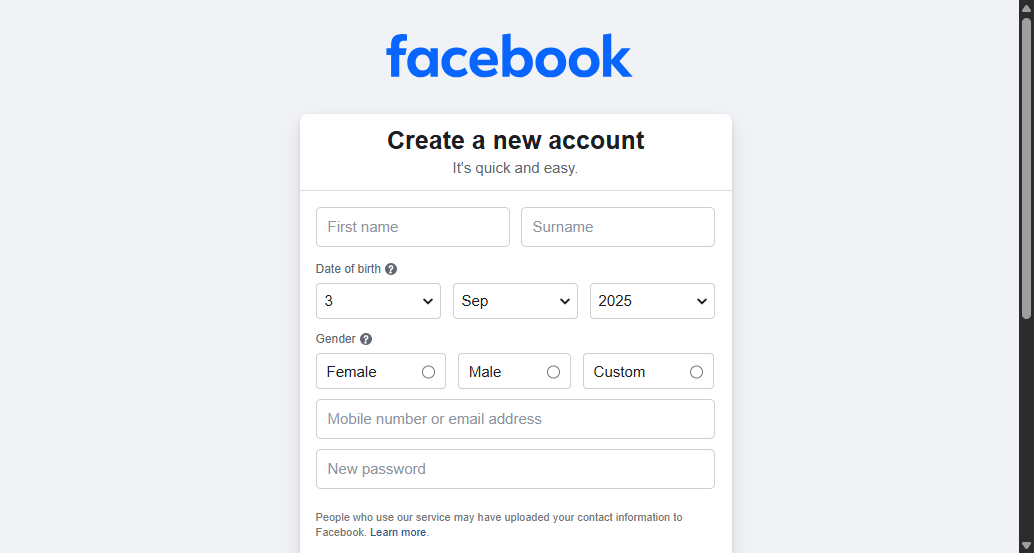 facebook
Create a new account
It's quick and easy.
First name Surname
Date of birth ?
3 Sep 2025
Gender ?
Female Male Custom
Mobile number or email address
New password
People who use our service may have uploaded your contact information to
Facebook. Learn more.